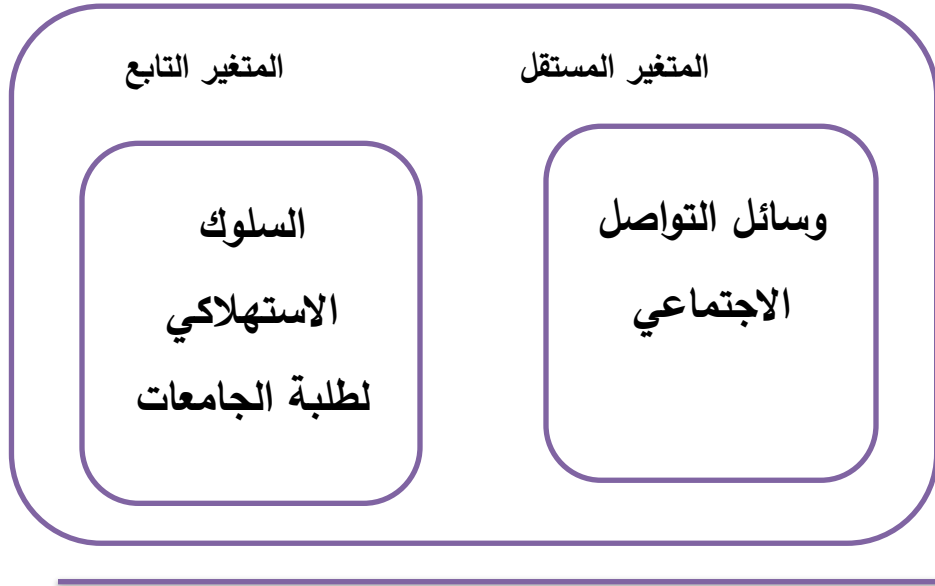 المتغير المستقل
المتغير التابع
وسائل التواصل
الاجتماعي
السلوك
الاستهلاكي
لطلبة الجامعات